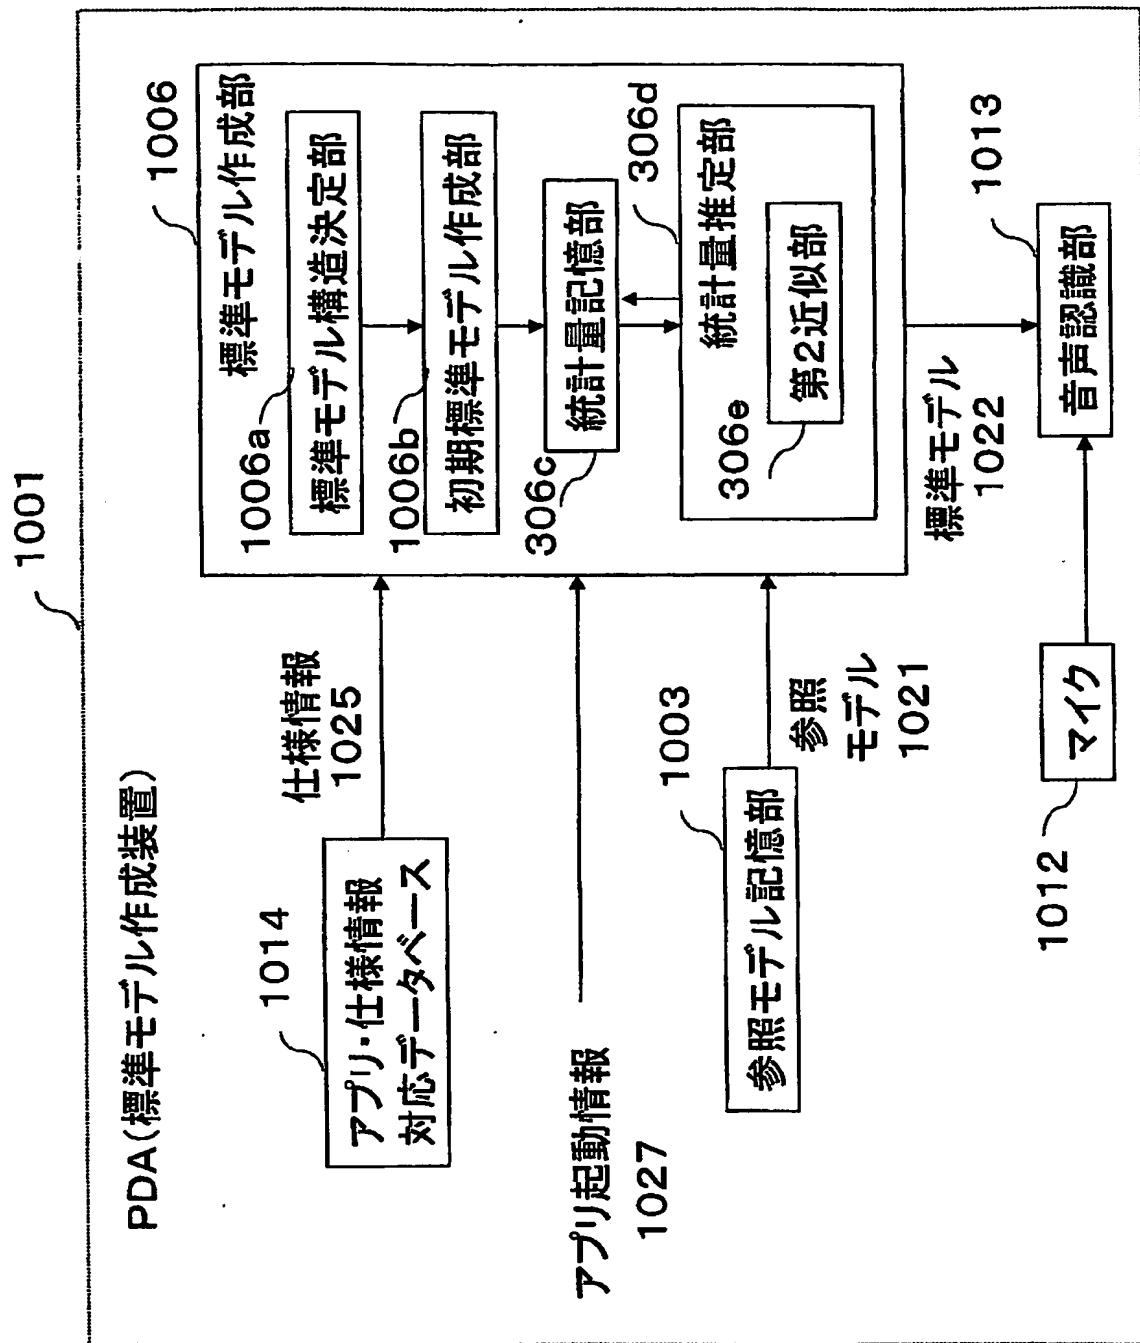 1001
PDA(標準モデル作成装置)
1014
アプリ・仕様情報
対応データベース
仕様情報
1025
アプリ起動情報
1027
1003
参照モデル記憶部
参照
モデル
1021
1006
標準モデル作成部
1006a
標準モデル構造決定部
1006b
初期標準モデル作成部
306c
統計量記憶部
306d
統計量推定部
306e
第2近似部
標準モデル
1022
1012
マイク
1013
音声認識部